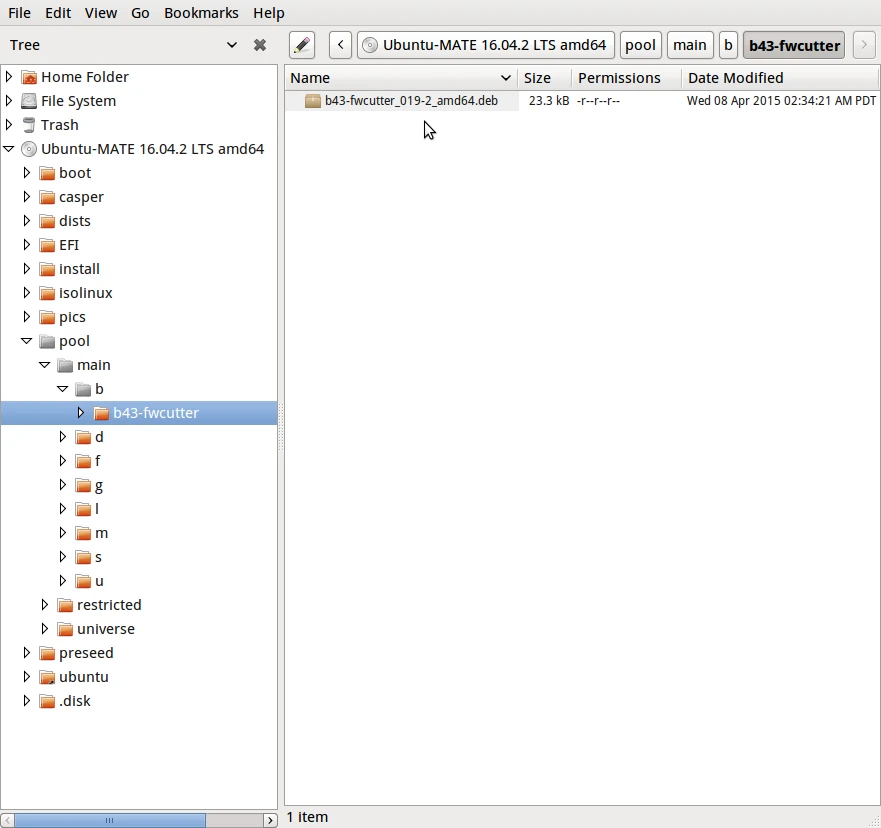 File Edit View Go Bookmarks Help
Tree
Ubuntu-MATE 16.04.2 LTS amd64 pool main b b43-fwcutter
Home Folder
File System
Trash
Ubuntu-MATE 16.04.2 LTS amd64
boot
casper
dists
EFI
install
isolinux
pics
pool
main
b
b43-fwcutter
d
f
g
l
m
s
u
restricted
universe
preseed
ubuntu
.disk
Name Size Permissions Date Modified
b43-fwcutter_019-2_amd64.deb 23.3 kB -r--r--r-- Wed 08 Apr 2015 02:34:21 AM PDT
1 item